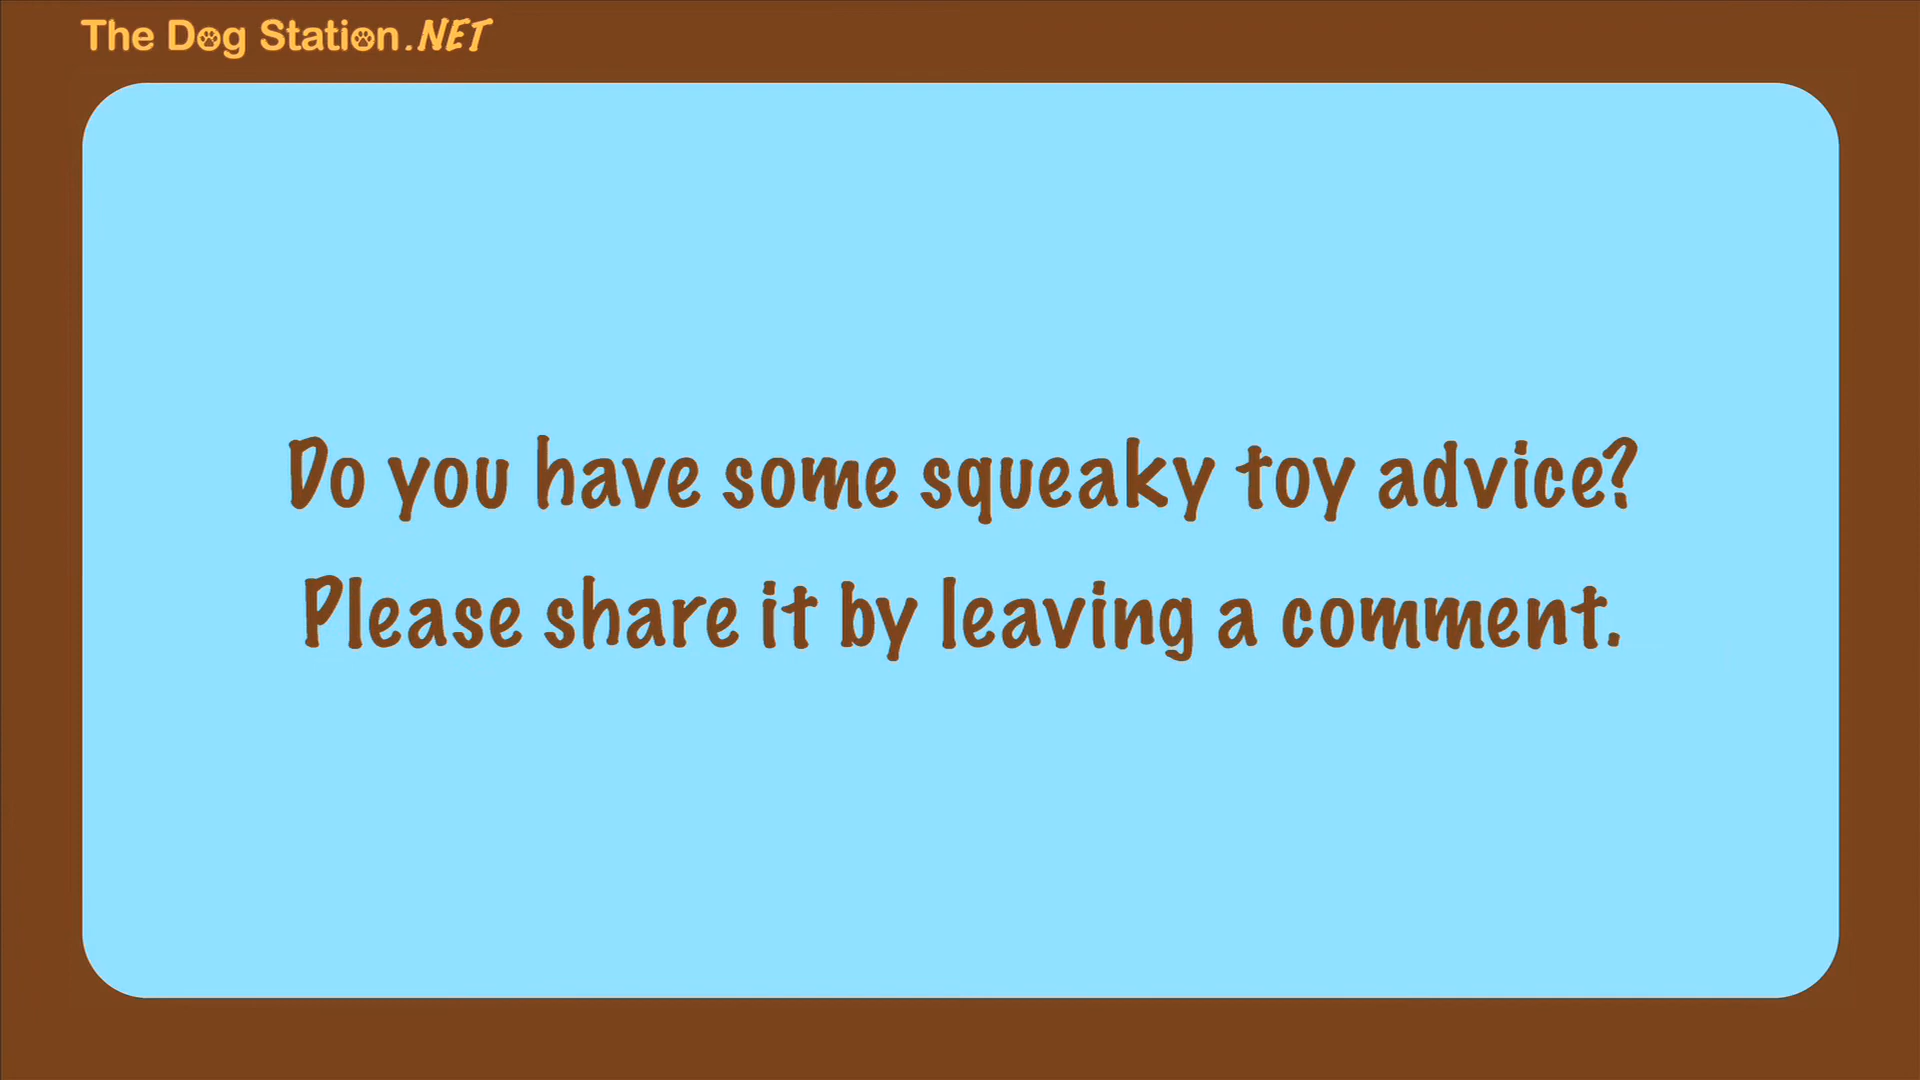 The Dog Station.NET
Do you have some squeaky toy advice?
Please share it by leaving a comment.